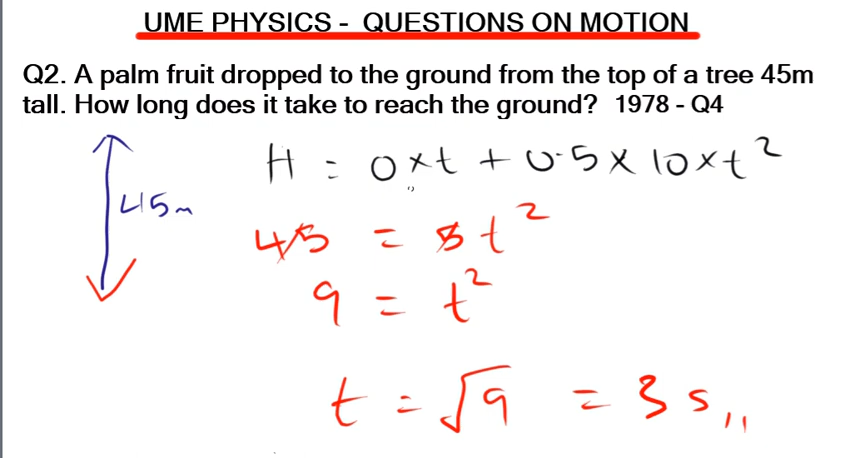 UME PHYSICS - QUESTIONS ON MOTION
Q2. A palm fruit dropped to the ground from the top of a tree 45m
tall. How long does it take to reach the ground? 1978 - Q4
H = 0×t + 0.5×10×t²
45m
45 = 5t²
9 = t²
t = √9 = 3s,,